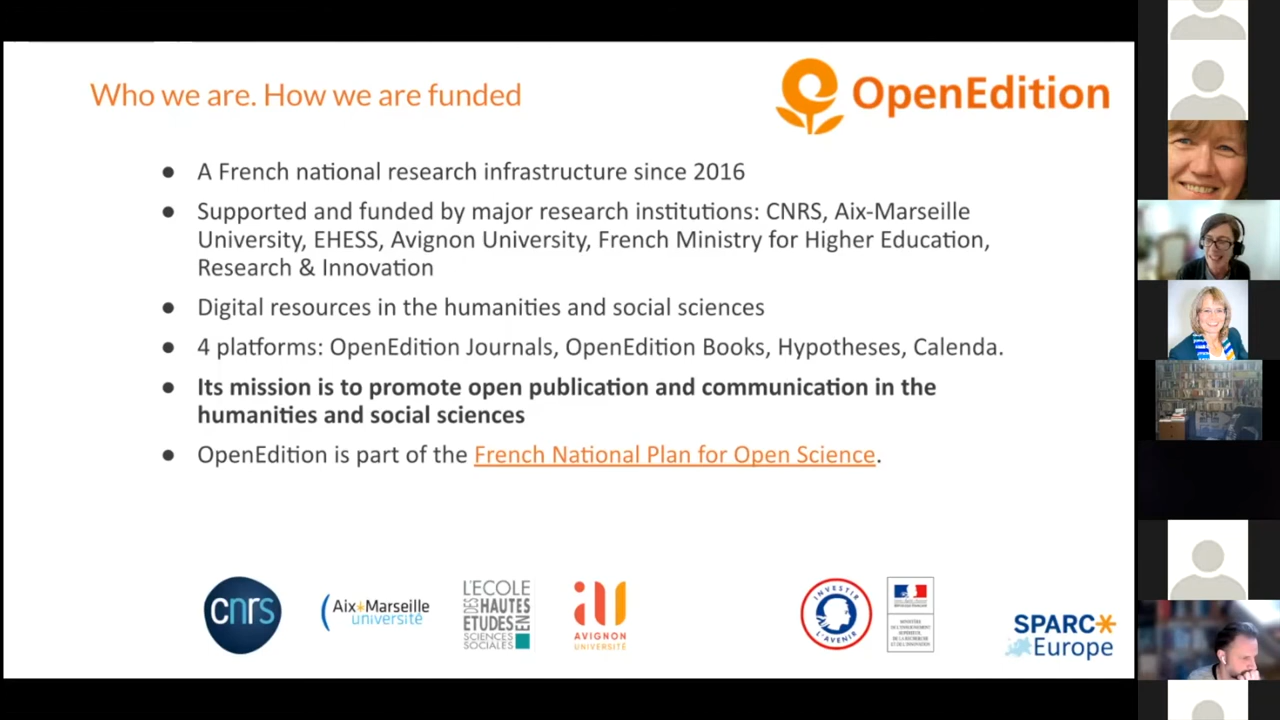 Who we are. How we are funded
OpenEdition
● A French national research infrastructure since 2016
● Supported and funded by major research institutions: CNRS, Aix-Marseille
University, EHESS, Avignon University, French Ministry for Higher Education,
Research & Innovation
● Digital resources in the humanities and social sciences
● 4 platforms: OpenEdition Journals, OpenEdition Books, Hypotheses, Calenda.
● Its mission is to promote open publication and communication in the
humanities and social sciences
● OpenEdition is part of the French National Plan for Open Science.
cnrs
Aix*Marseille
université
L'ECOLE
DES HAUTES
ETUDES EN
SCIENCES
SOCIALES
AVIGNON
UNIVERSITÉ
INVESTIR
L'AVENIR
MINISTÈRE
DE L'ENSEIGNEMENT
SUPÉRIEUR,
DE LA RECHERCHE
ET DE L'INNOVATION
SPARC*
Europe